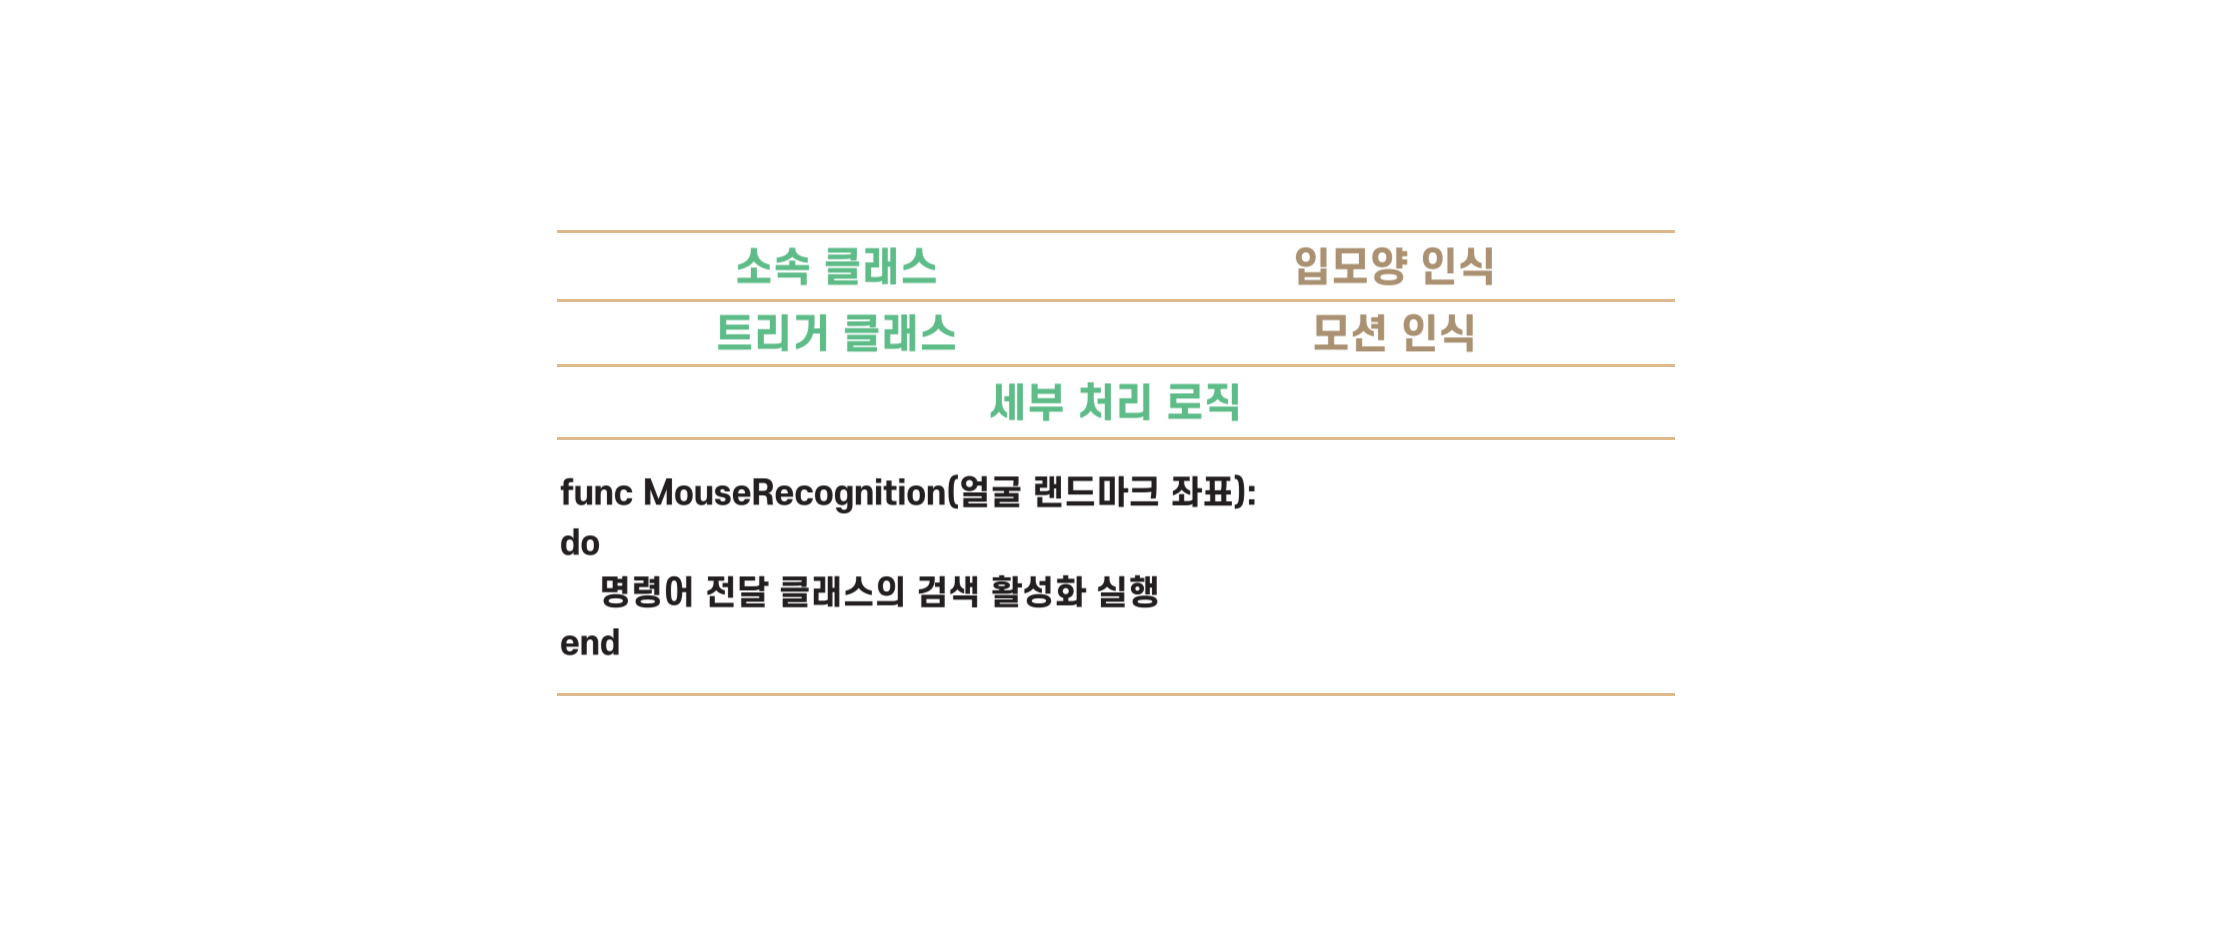 소속 클래스 입모양 인식
트리거 클래스 모션 인식
세부 처리 로직
func MouseRecognition(얼굴 랜드마크 좌표):
do
명령어 전달 클래스의 검색 활성화 실행
end